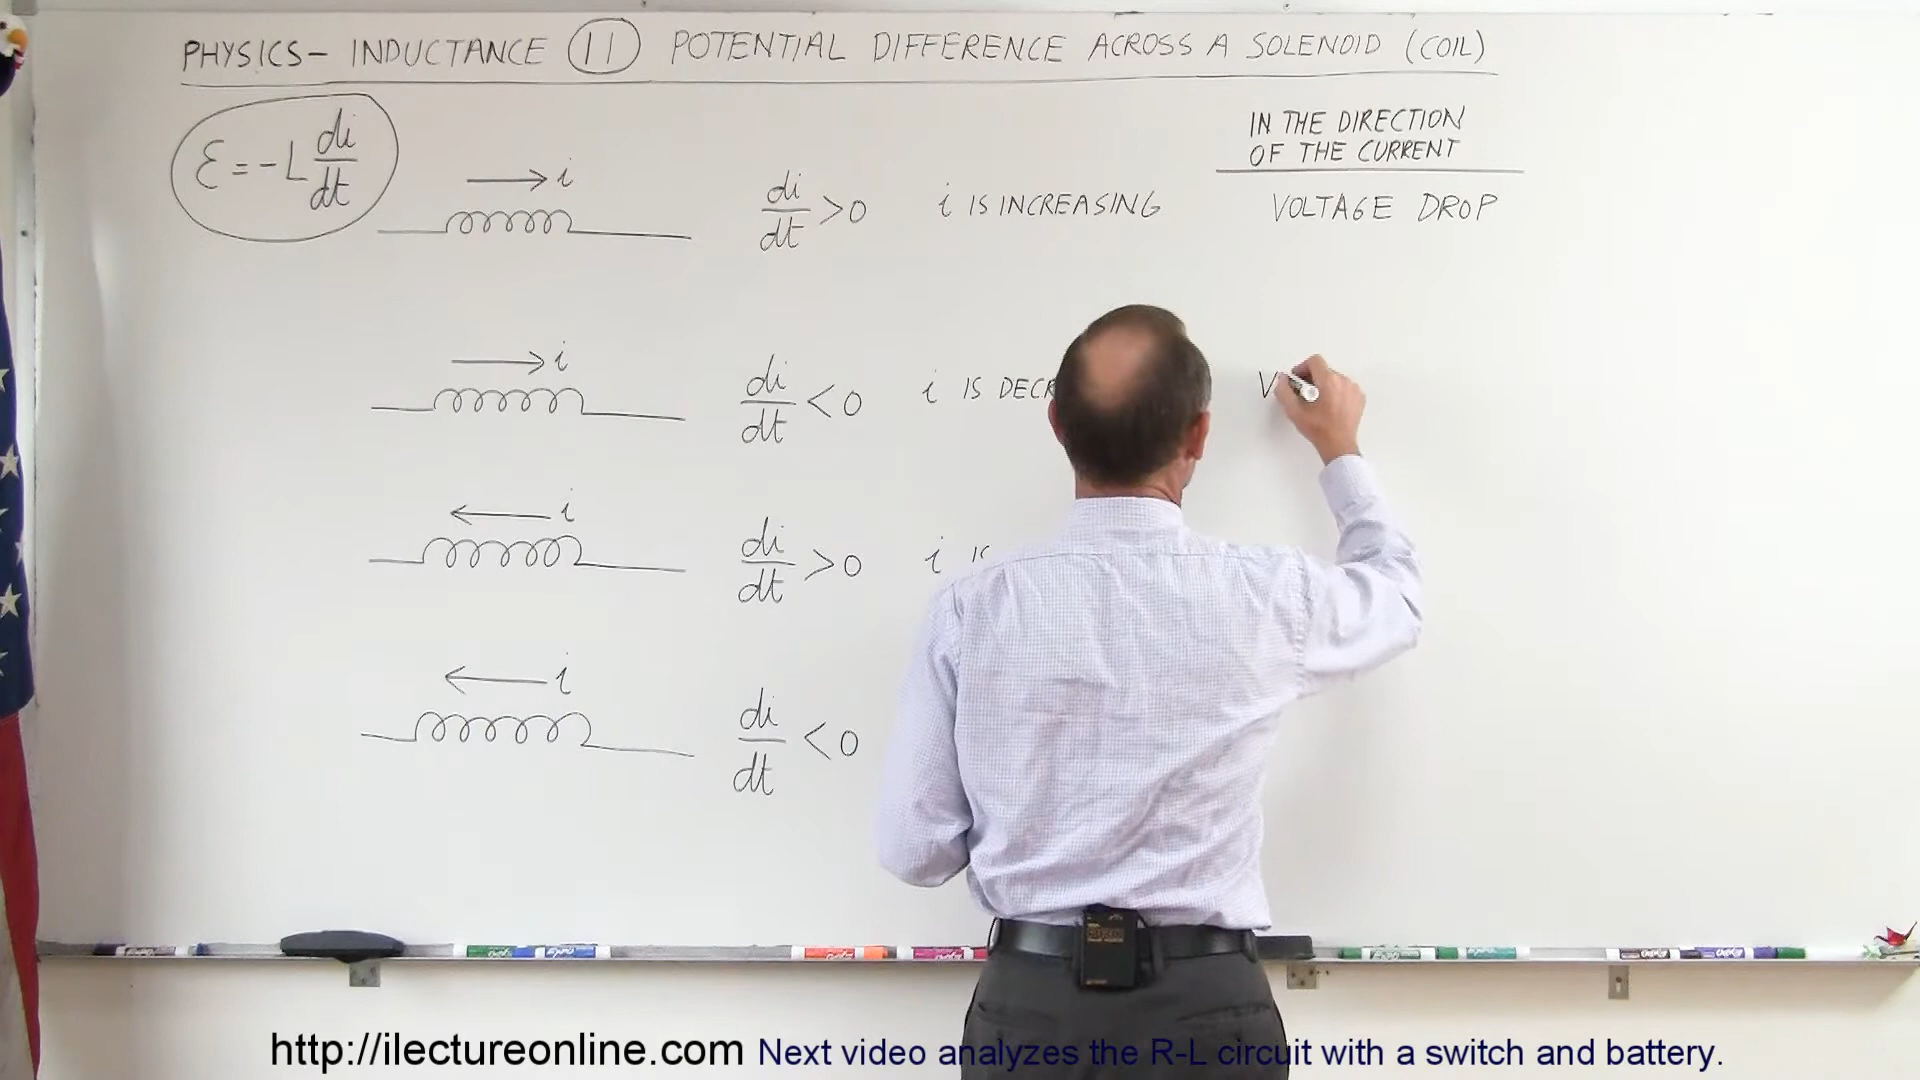 PHYSICS- INDUCTANCE 11 POTENTIAL DIFFERENCE ACROSS A SOLENOID (COIL)
IN THE DIRECTION
OF THE CURRENT
ε = -L di/dt
i
di/dt > 0
i IS INCREASING
VOLTAGE DROP
i
di/dt < 0
i IS DECR
V
i
di/dt > 0
i IS
i
di/dt < 0
http://ilectureonline.com Next video analyzes the R-L circuit with a switch and battery.